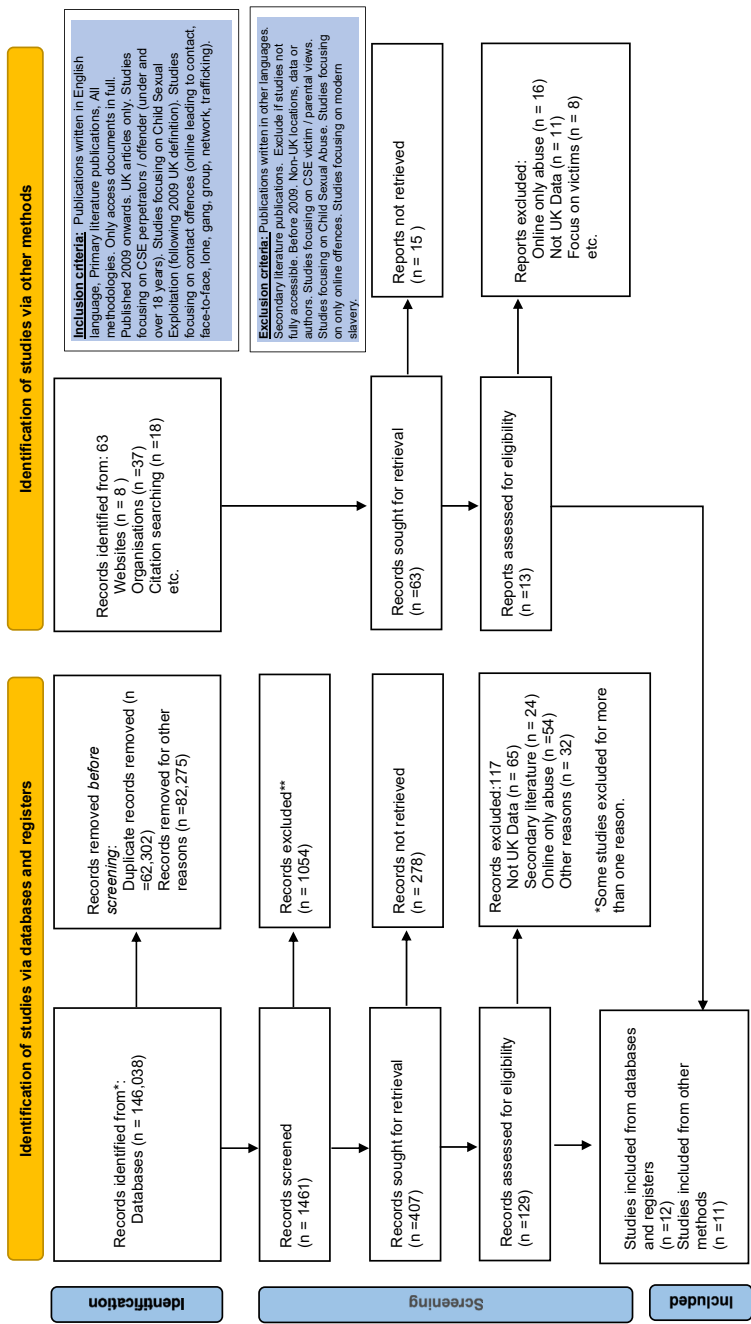 Identification of studies via databases and registers
Identification of studies via other methods
Identification
Records identified from*:
Databases (n = 146,038)
Records removed before
screening:
Duplicate records removed (n
=62,302)
Records removed for other
reasons (n =82,275)
Records identified from: 63
Websites (n = 8 )
Organisations (n =37)
Citation searching (n =18)
etc.
Inclusion criteria: Publications written in English
language, Primary literature publications, All
methodologies. Only access documents in full.
Published 2009 onwards. UK articles only. Studies
focusing on CSE perpetrators / offender (under and
over 18 years). Studies focusing on Child Sexual
Exploitation (following 2009 UK definition). Studies
focusing on contact offences (online leading to contact,
face-to-face, lone, gang, group, network, trafficking).
Exclusion criteria: Publications written in other languages.
Secondary literature publications. Exclude if studies not
fully accessible. Before 2009. Non-UK locations, data or
authors. Studies focusing on CSE victim / parental views.
Studies focusing on Child Sexual Abuse. Studies focusing
on only online offences. Studies focusing on modern
slavery.
Screening
Records screened
(n = 1461)
Records excluded**
(n = 1054)
Records sought for retrieval
(n =407)
Records not retrieved
(n = 278)
Records assessed for eligibility
(n =129)
Records excluded:117
Not UK Data (n = 65)
Secondary literature (n = 24)
Online only abuse (n =54)
Other reasons (n = 32)
*Some studies excluded for more
than one reason.
Records sought for retrieval
(n =63)
Reports not retrieved
(n = 15 )
Reports assessed for eligibility
(n =13)
Reports excluded:
Online only abuse (n = 16)
Not UK Data (n = 11)
Focus on victims (n = 8)
etc.
Included
Studies included from databases
and registers
(n =12)
Studies included from other
methods
(n =11)